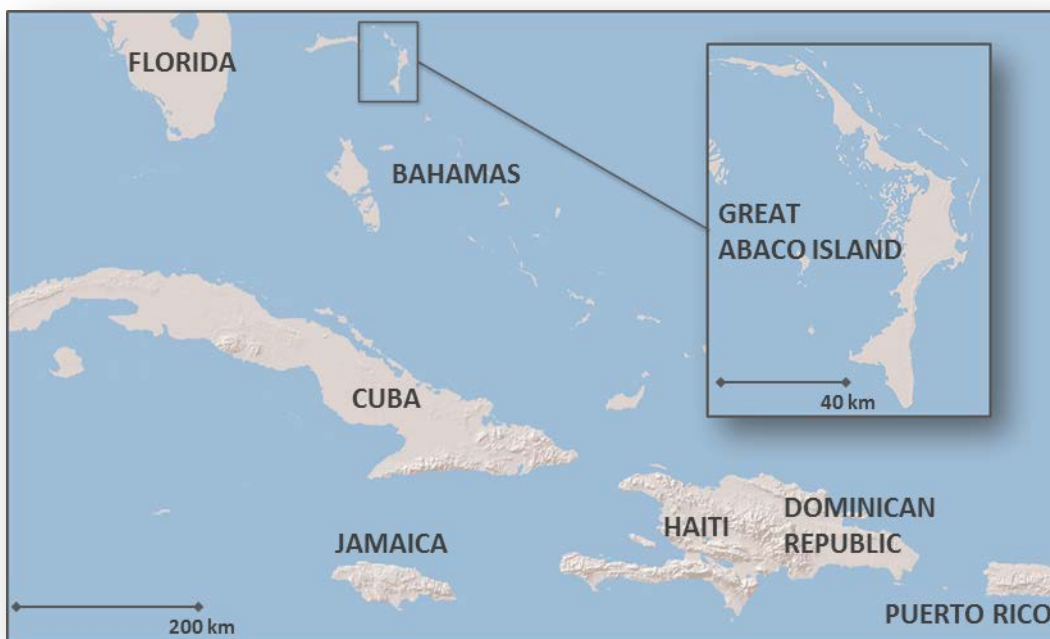 FLORIDA
BAHAMAS
GREAT
ABACO ISLAND
40 km
CUBA
JAMAICA
HAITI
DOMINICAN
REPUBLIC
PUERTO RICO
200 km